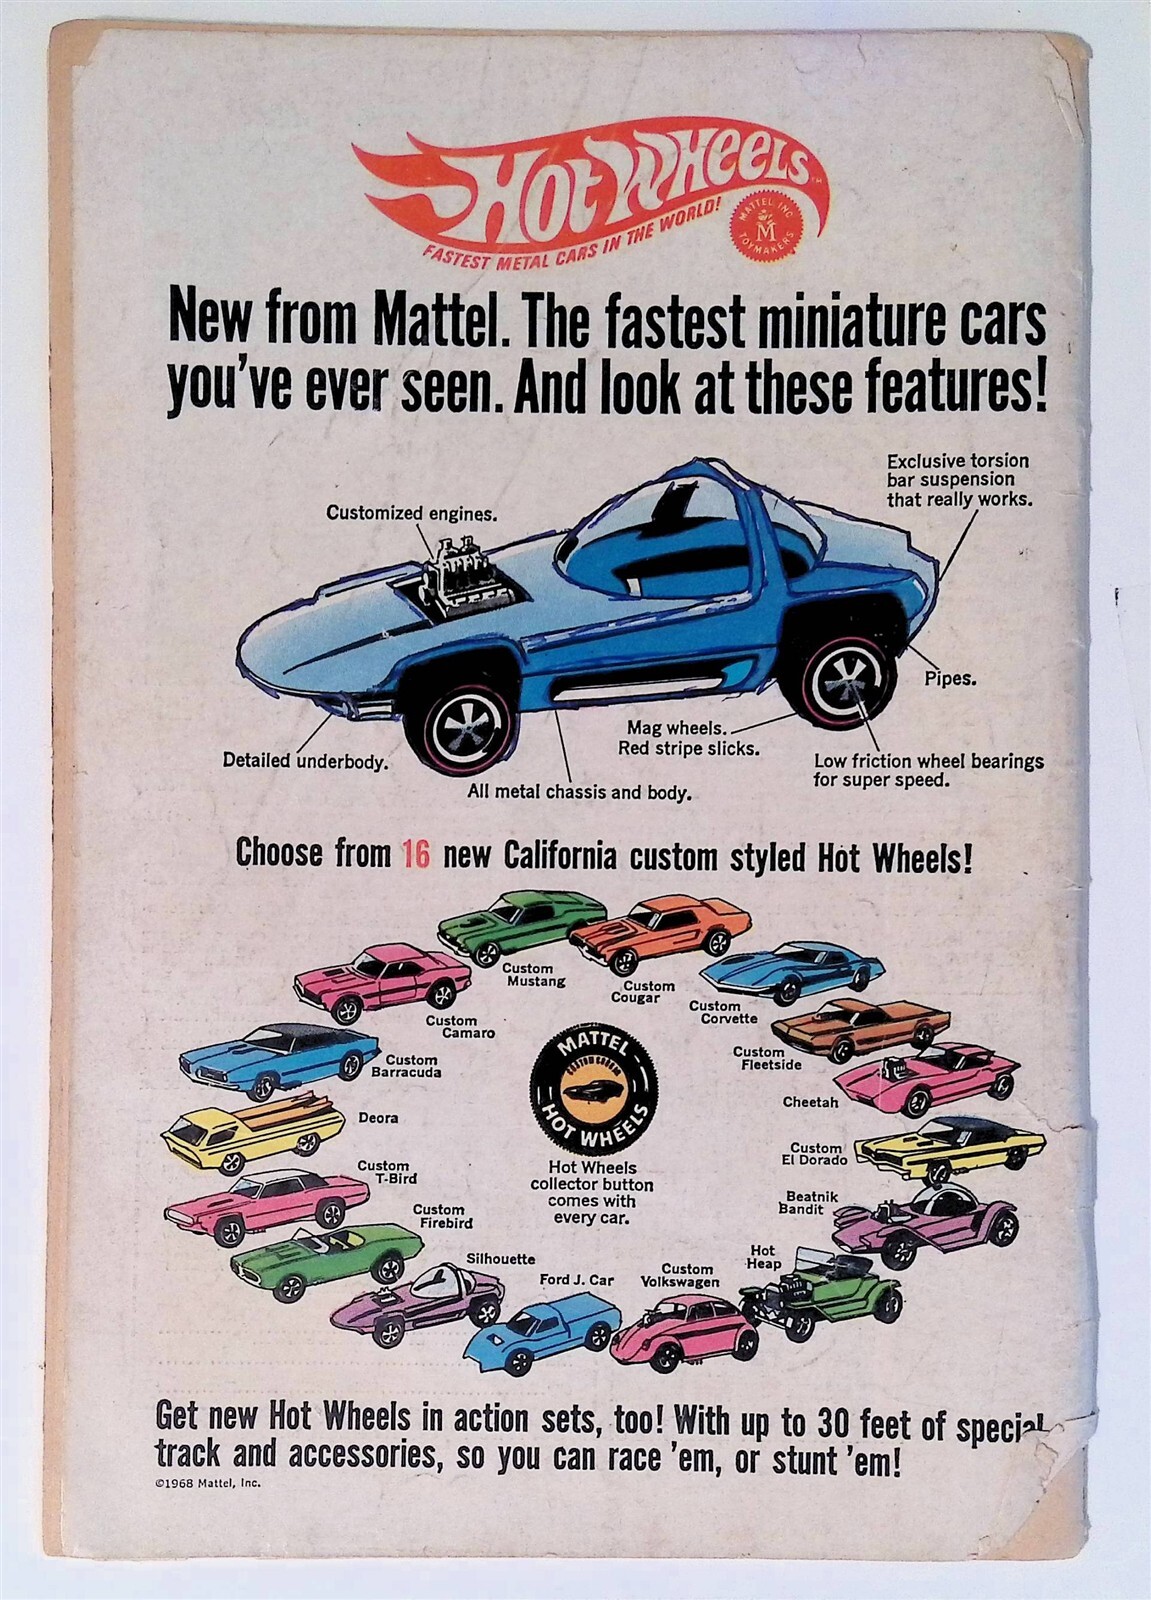 HOT WHEELS
FASTEST METAL CARS IN THE WORLD!
MATTEL INC
M
TOYMAKERS
New from Mattel. The fastest miniature cars
you've ever seen. And look at these features!
Exclusive torsion
bar suspension
that really works.
Customized engines.
Pipes.
Mag wheels.
Red stripe slicks.
Detailed underbody.
Low friction wheel bearings
for super speed.
All metal chassis and body.
Choose from 16 new California custom styled Hot Wheels!
Custom
Mustang
Custom
Cougar
Custom
Corvette
Custom
Camaro
Custom
Fleetside
Custom
Barracuda
Cheetah
Deora
Custom
El Dorado
Custom
T-Bird
Beatnik
Bandit
Custom
Firebird
Hot
Heap
Silhouette
Ford J. Car
Custom
Volkswagen
MATTEL
HOT WHEELS
Hot Wheels
collector button
comes with
every car.
Get new Hot Wheels in action sets, too! With up to 30 feet of special
track and accessories, so you can race 'em, or stunt 'em!
©1968 Mattel, Inc.